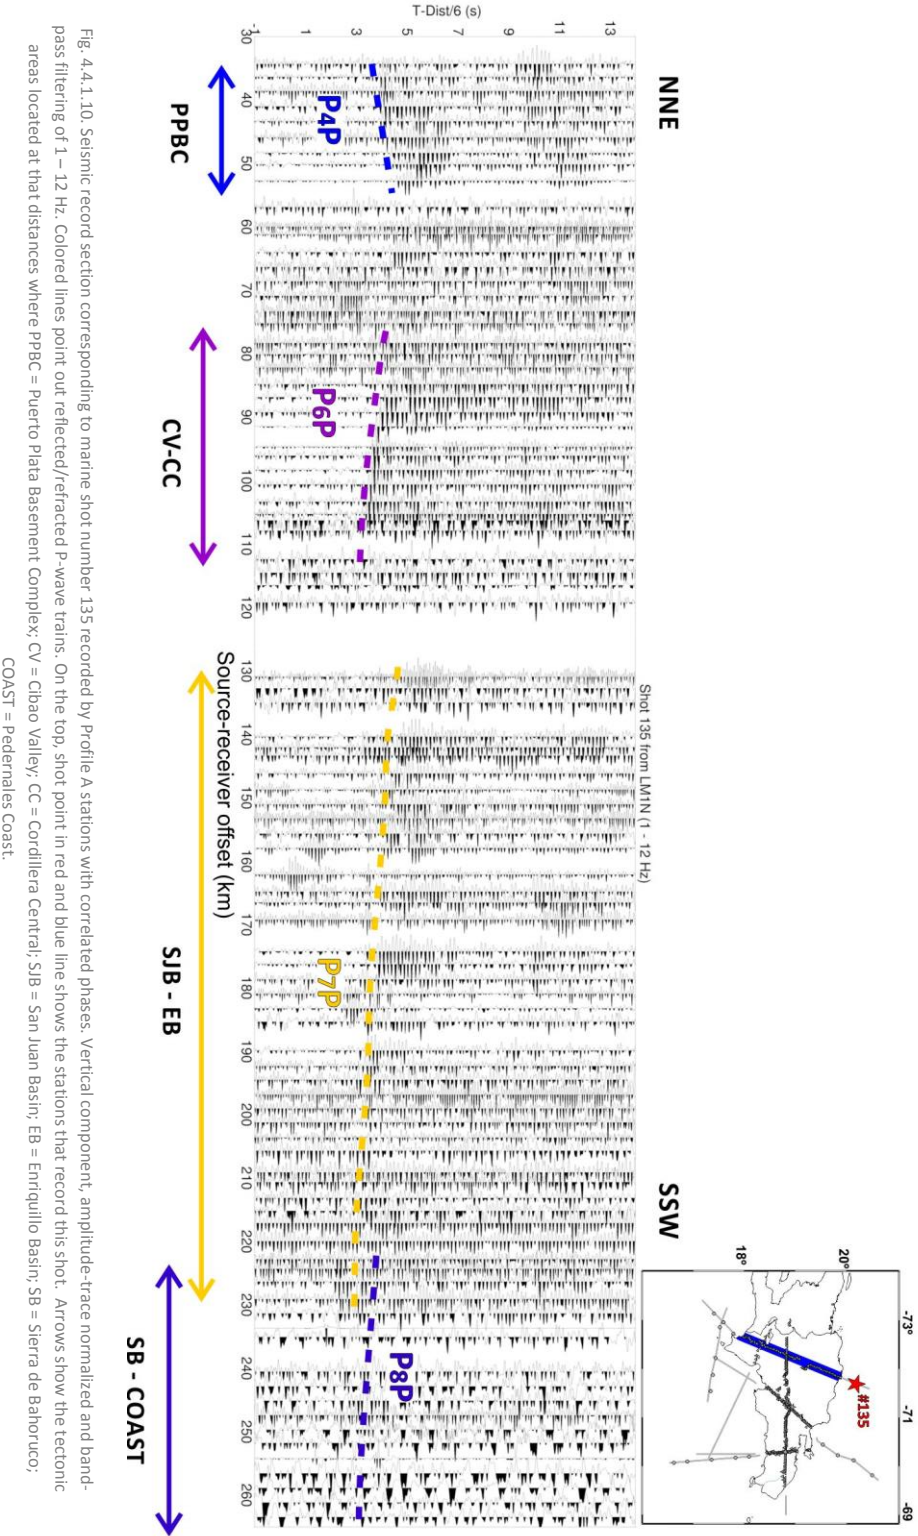 NNE
SSW
Shot 135 from LM1N (1 - 12 Hz)
T-Dist/6 (s)
13
11
9
7
5
3
1
-1
30 40 50 60 70 80 90 100 110 120 130 140 150 160 170 180 190 200 210 220 230 240 250 260
Source-receiver offset (km)
P4P
P6P
P7P
P8P
PPBC
CV-CC
SJB - EB
SB - COAST
-73° -71 -69
20°
18°
#135
Fig. 4.4.1.10. Seismic record section corresponding to marine shot number 135 recorded by Profile A stations with correlated phases. Vertical component, amplitude-trace normalized and band-
pass filtering of 1 – 12 Hz. Colored lines point out reflected/refracted P-wave trains. On the top, shot point in red and blue line shows the stations that record this shot. Arrows show the tectonic
areas located at that distances where PPBC = Puerto Plata Basement Complex; CV = Cibao Valley; CC = Cordillera Central; SJB = San Juan Basin; EB = Enriquillo Basin; SB = Sierra de Bahoruco;
COAST = Pedernales Coast.